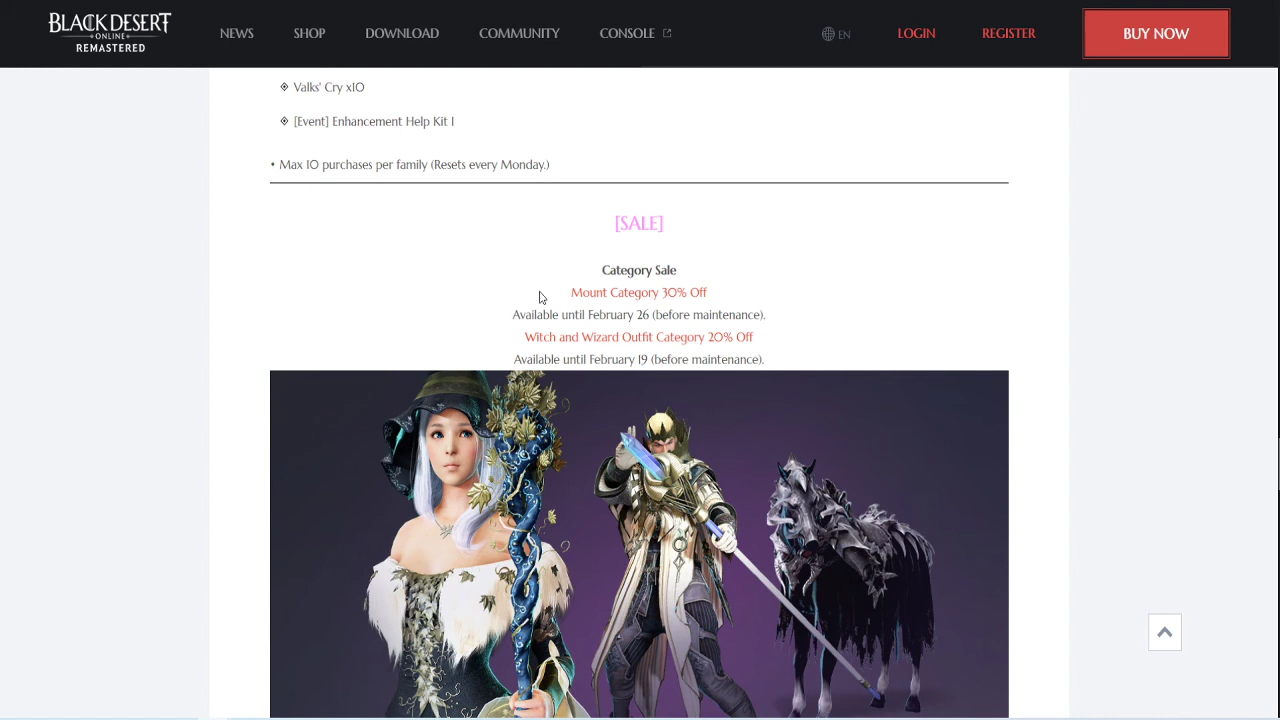 BLACK DESERT
ONLINE
REMASTERED
NEWS
SHOP
DOWNLOAD
COMMUNITY
CONSOLE
EN
LOGIN
REGISTER
BUY NOW
Valks' Cry x10
[Event] Enhancement Help Kit I
• Max 10 purchases per family (Resets every Monday.)
[SALE]
Category Sale
Mount Category 30% Off
Available until February 26 (before maintenance).
Witch and Wizard Outfit Category 20% Off
Available until February 19 (before maintenance).